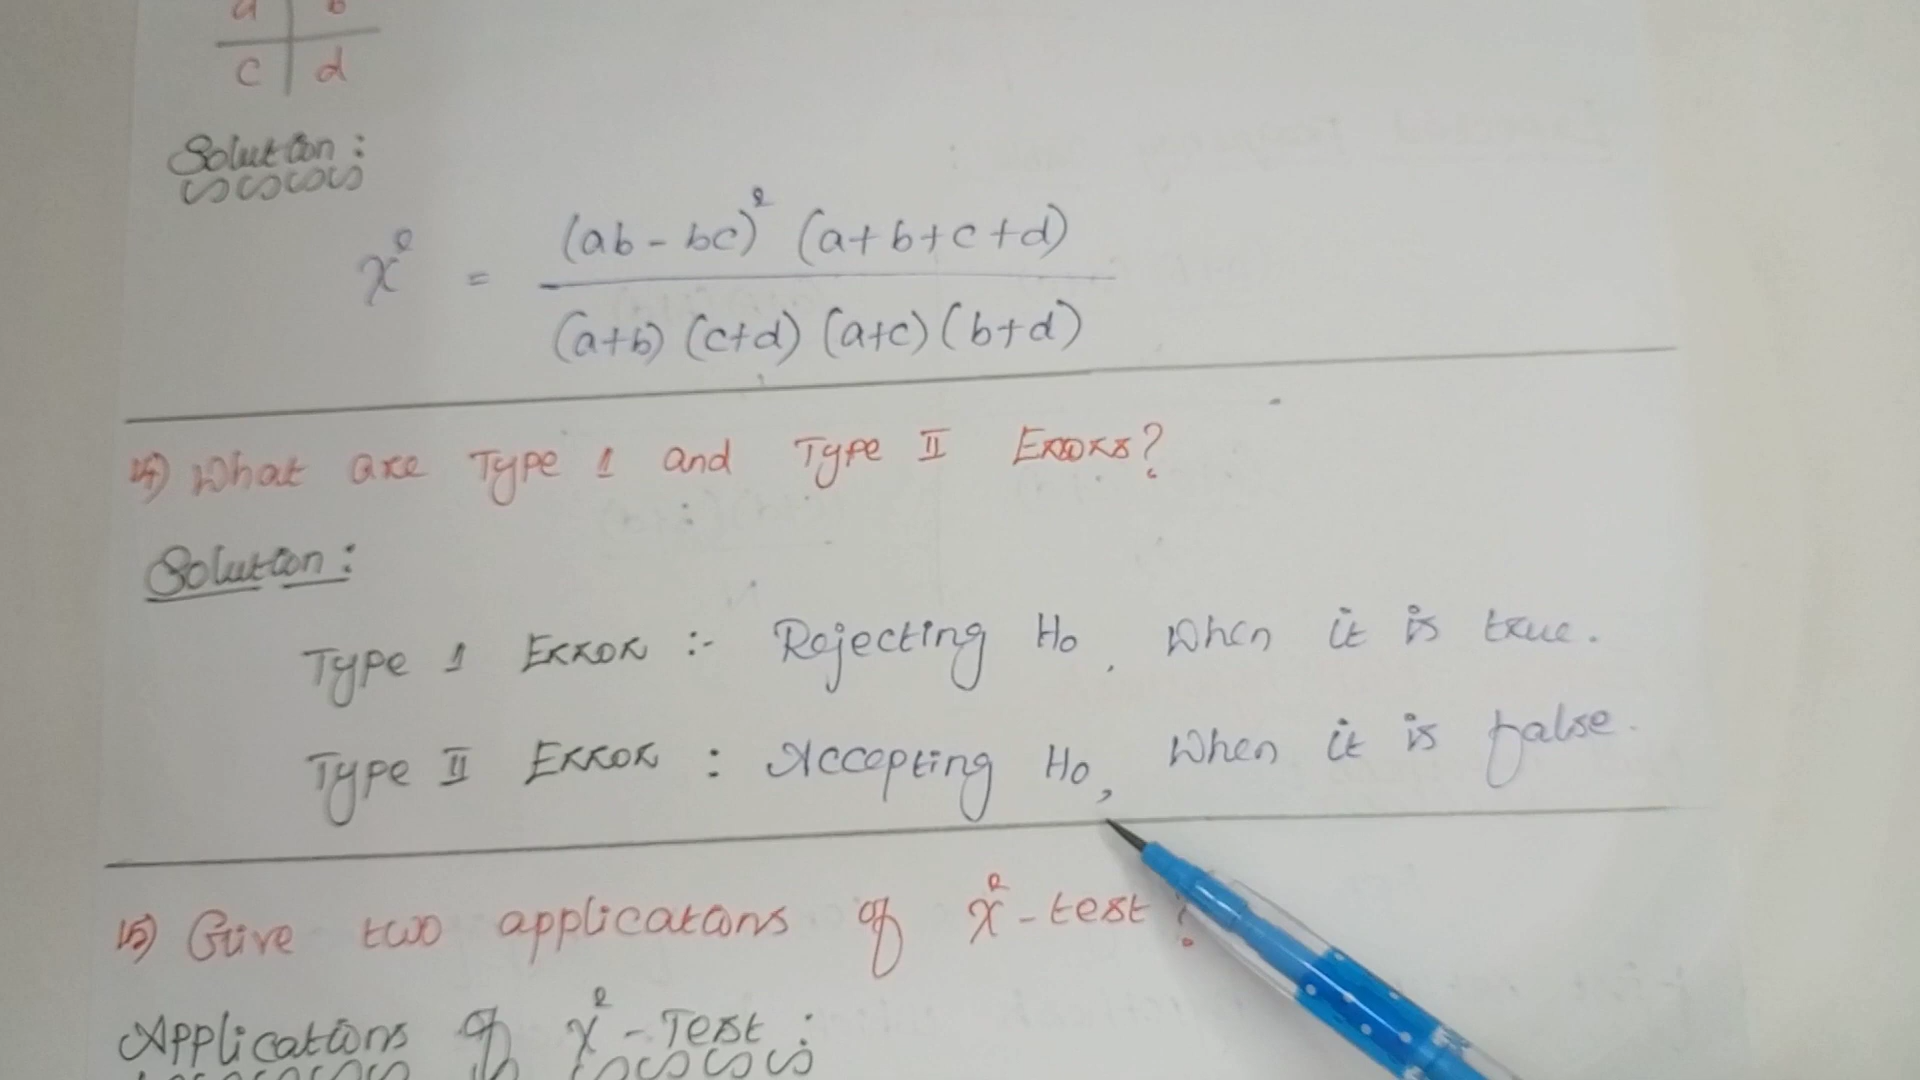 a b
c d
Solution:
χ² = (ab - bc)² (a+b+c+d)
(a+b) (c+d) (a+c) (b+d)
14) What are Type 1 and Type II Errors?
Solution:
Type 1 Error :- Rejecting H0, when it is true.
Type II Error : Accepting H0, when it is false.
15) Give two applications of χ²-test?
Applications of χ²-Test: